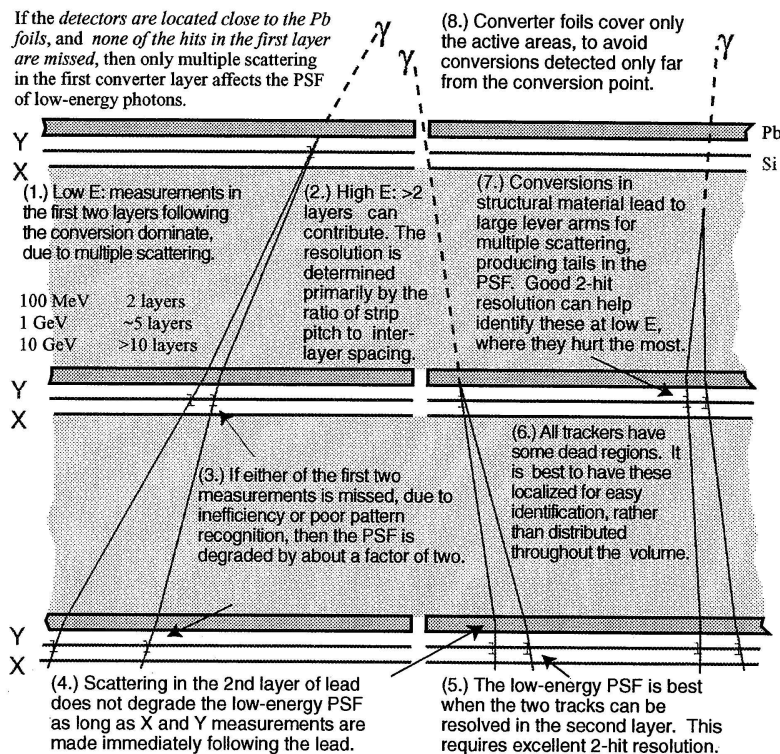 If the detectors are located close to the Pb
foils, and none of the hits in the first layer
are missed, then only multiple scattering
in the first converter layer affects the PSF
of low-energy photons.
γ
γ
(8.) Converter foils cover only
the active areas, to avoid
conversions detected only far
from the conversion point.
γ
Pb
Y
Si
X
(1.) Low E: measurements in
the first two layers following
the conversion dominate,
due to multiple scattering.
100 MeV 2 layers
1 GeV ~5 layers
10 GeV >10 layers
(2.) High E: >2
layers can
contribute. The
resolution is
determined
primarily by the
ratio of strip
pitch to inter-
layer spacing.
(7.) Conversions in
structural material lead to
large lever arms for
multiple scattering,
producing tails in the
PSF. Good 2-hit
resolution can help
identify these at low E,
where they hurt the most.
Y
X
(3.) If either of the first two
measurements is missed, due to
inefficiency or poor pattern
recognition, then the PSF is
degraded by about a factor of two.
(6.) All trackers have
some dead regions. It
is best to have these
localized for easy
identification, rather
than distributed
throughout the volume.
Y
X
(4.) Scattering in the 2nd layer of lead
does not degrade the low-energy PSF
as long as X and Y measurements are
made immediately following the lead.
(5.) The low-energy PSF is best
when the two tracks can be
resolved in the second layer. This
requires excellent 2-hit resolution.